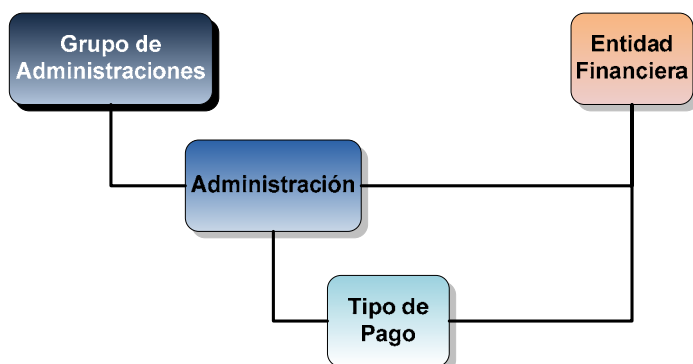 Grupo de
Administraciones
Entidad
Financiera
Administración
Tipo de
Pago